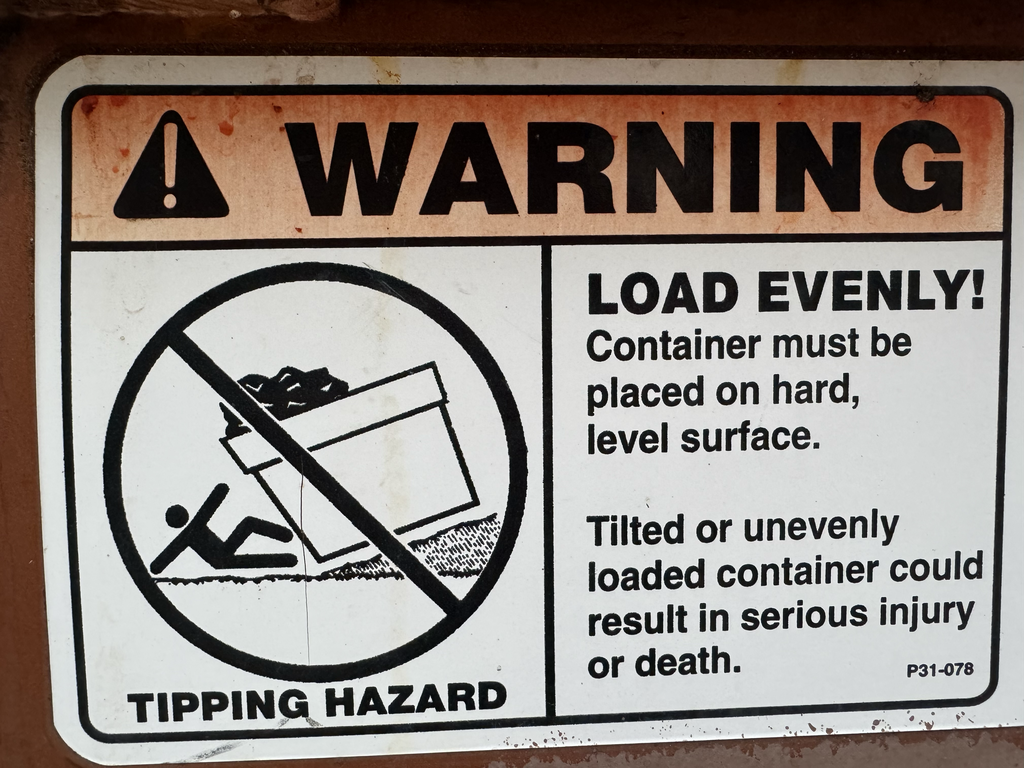 WARNING
TIPPING HAZARD
LOAD EVENLY!
Container must be
placed on hard,
level surface.
Tilted or unevenly
loaded container could
result in serious injury
or death.
P31-078